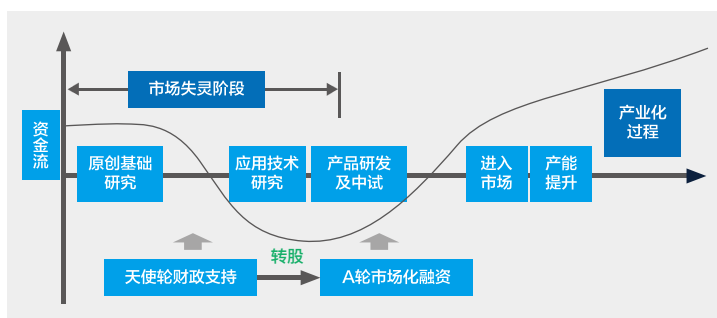 市场失灵阶段
产业化
过程
资金流
原创基础
研究
应用技术
研究
产品研发
及中试
进入
市场
产能
提升
转股
天使轮财政支持
A轮市场化融资